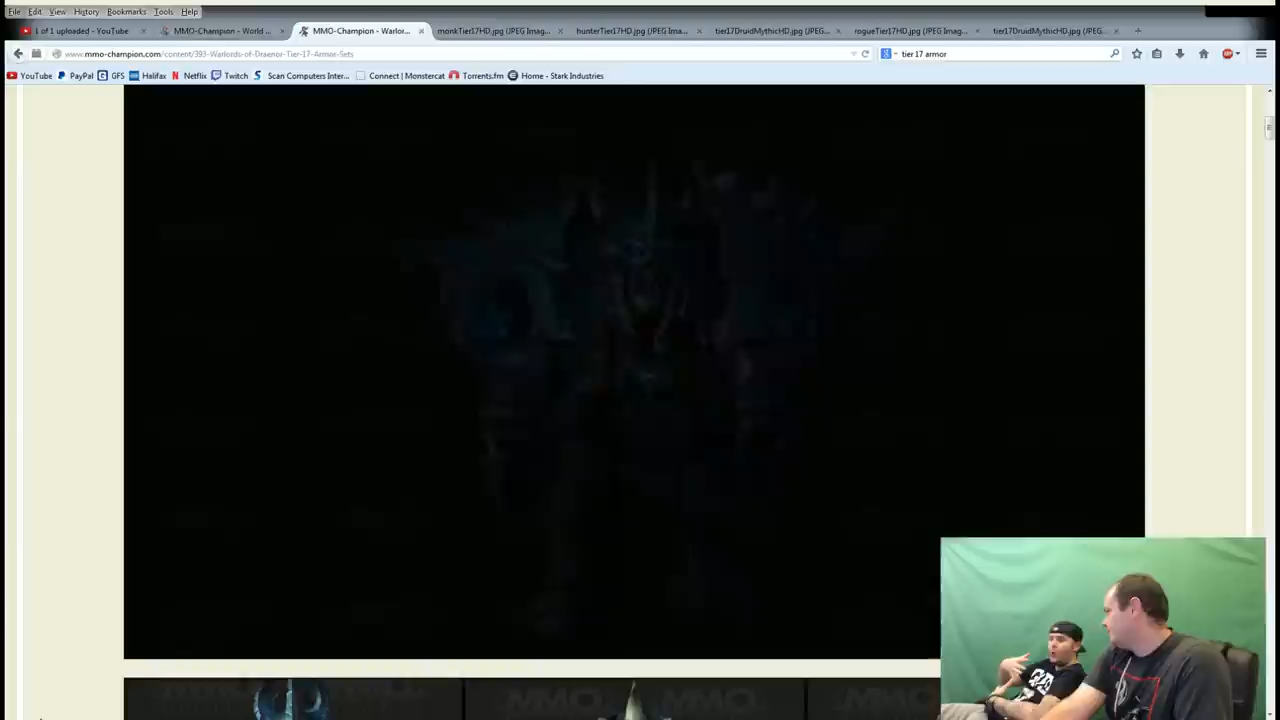 File Edit View History Bookmarks Tools Help
1 of 1 uploaded - YouTube MMO-Champion - World ... MMO-Champion - Warlor... monkTier17HD.jpg (JPEG Imag... hunterTier17HD.jpg (JPEG Ima... tier17DruidMythicHD.jpg (JPEG... rogueTier17HD.jpg (JPEG Imag... tier17DruidMythicHD.jpg (JPEG...
www.mmo-champion.com/content/393-Warlords-of-Draenor-Tier-17-Armor-Sets tier 17 armor
YouTube PayPal GFS Halifax Netflix Twitch Scan Computers Inter... Connect | Monstercat Torrents.fm Home - Stark Industries
MMO MMO